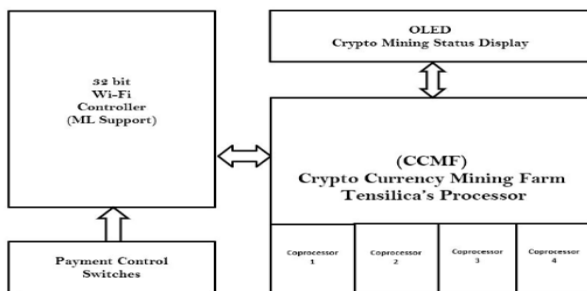 OLED
Crypto Mining Status Display
32 bit
Wi-Fi
Controller
(ML Support)
(CCMF)
Crypto Currency Mining Farm
Tensilica's Processor
Payment Control
Switches
Coprocessor
1
Coprocessor
2
Coprocessor
3
Coprocessor
4